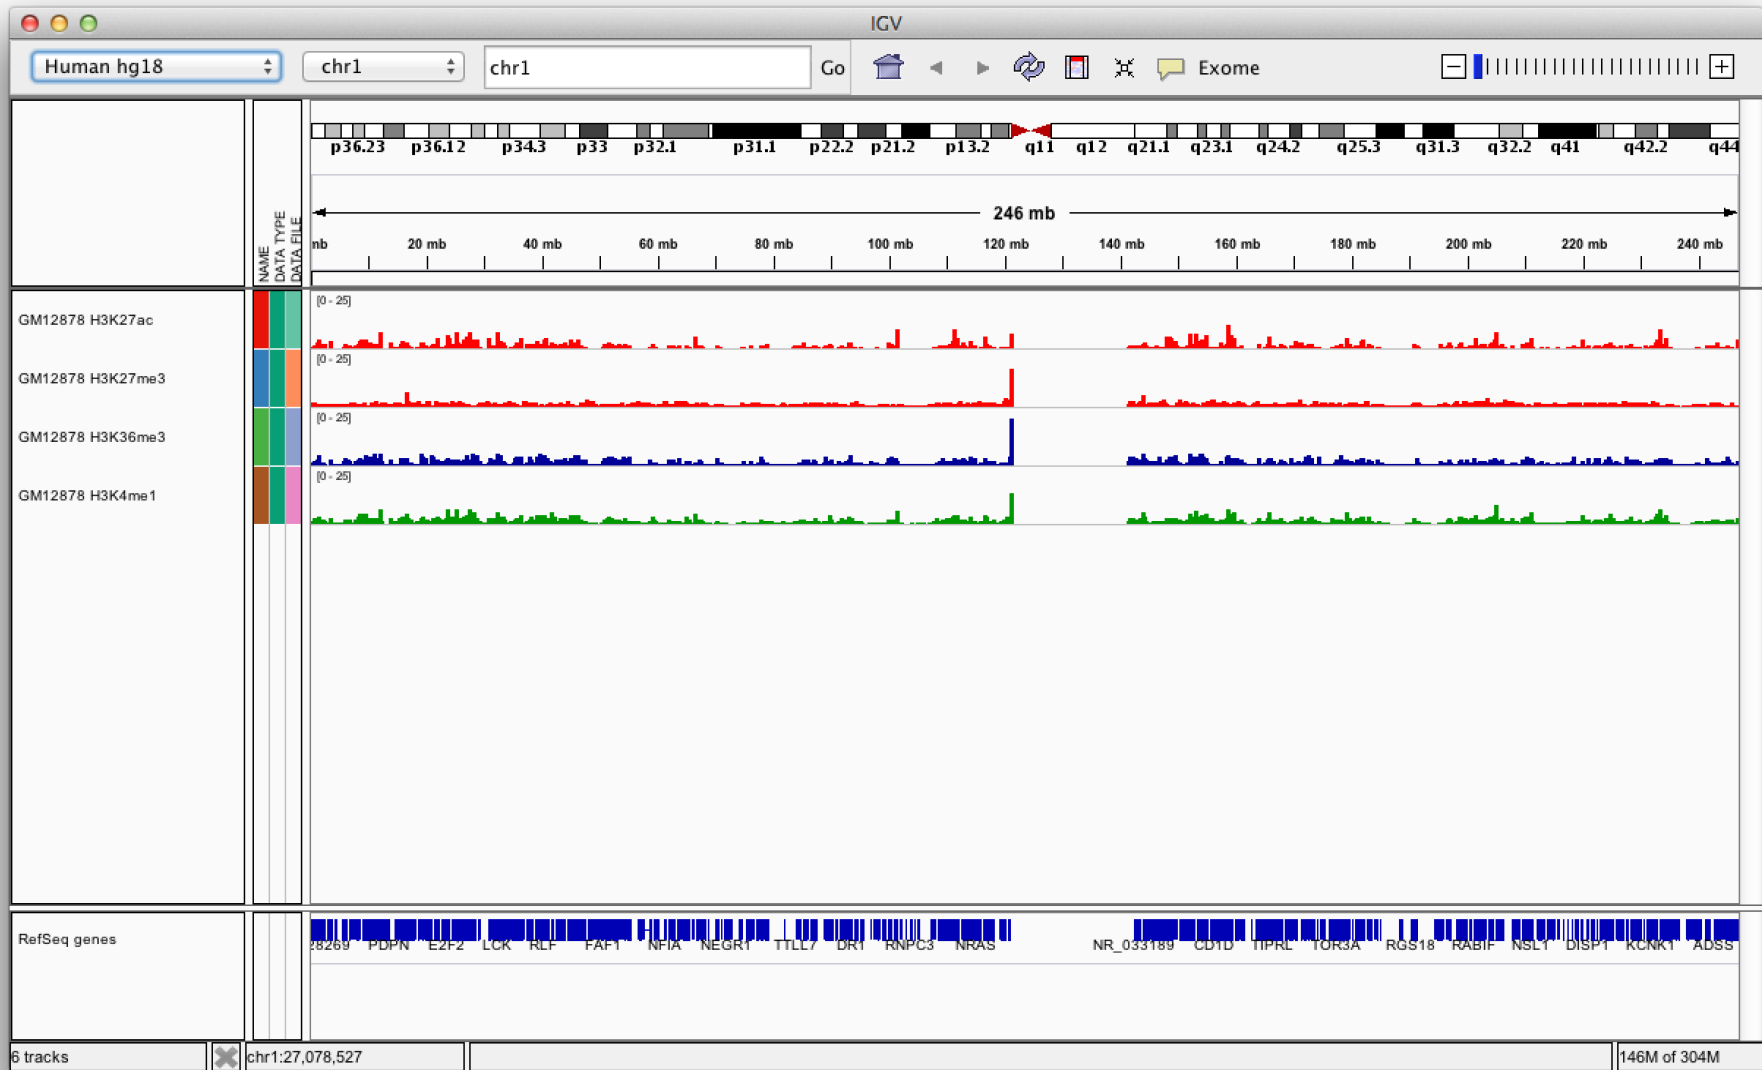 IGV
Human hg18 chr1 chr1 Go Exome
p36.23 p36.12 p34.3 p33 p32.1 p31.1 p22.2 p21.2 p13.2 q11 q12 q21.1 q23.1 q24.2 q25.3 q31.3 q32.2 q41 q42.2 q44
246 mb
mb 20 mb 40 mb 60 mb 80 mb 100 mb 120 mb 140 mb 160 mb 180 mb 200 mb 220 mb 240 mb
NAME
DATA TYPE
DATA FILE
[0 - 25]
GM12878 H3K27ac
[0 - 25]
GM12878 H3K27me3
[0 - 25]
GM12878 H3K36me3
[0 - 25]
GM12878 H3K4me1
RefSeq genes
28269 PDPN E2F2 LCK RLF FAF1 NFIA NEGR1 TTLL7 DR1 RNPC3 NRAS NR_033189 CD1D TIPRL TOR3A RGS18 RABIF NSL1 DISP1 KCNK1 ADSS
6 tracks chr1:27,078,527 146M of 304M